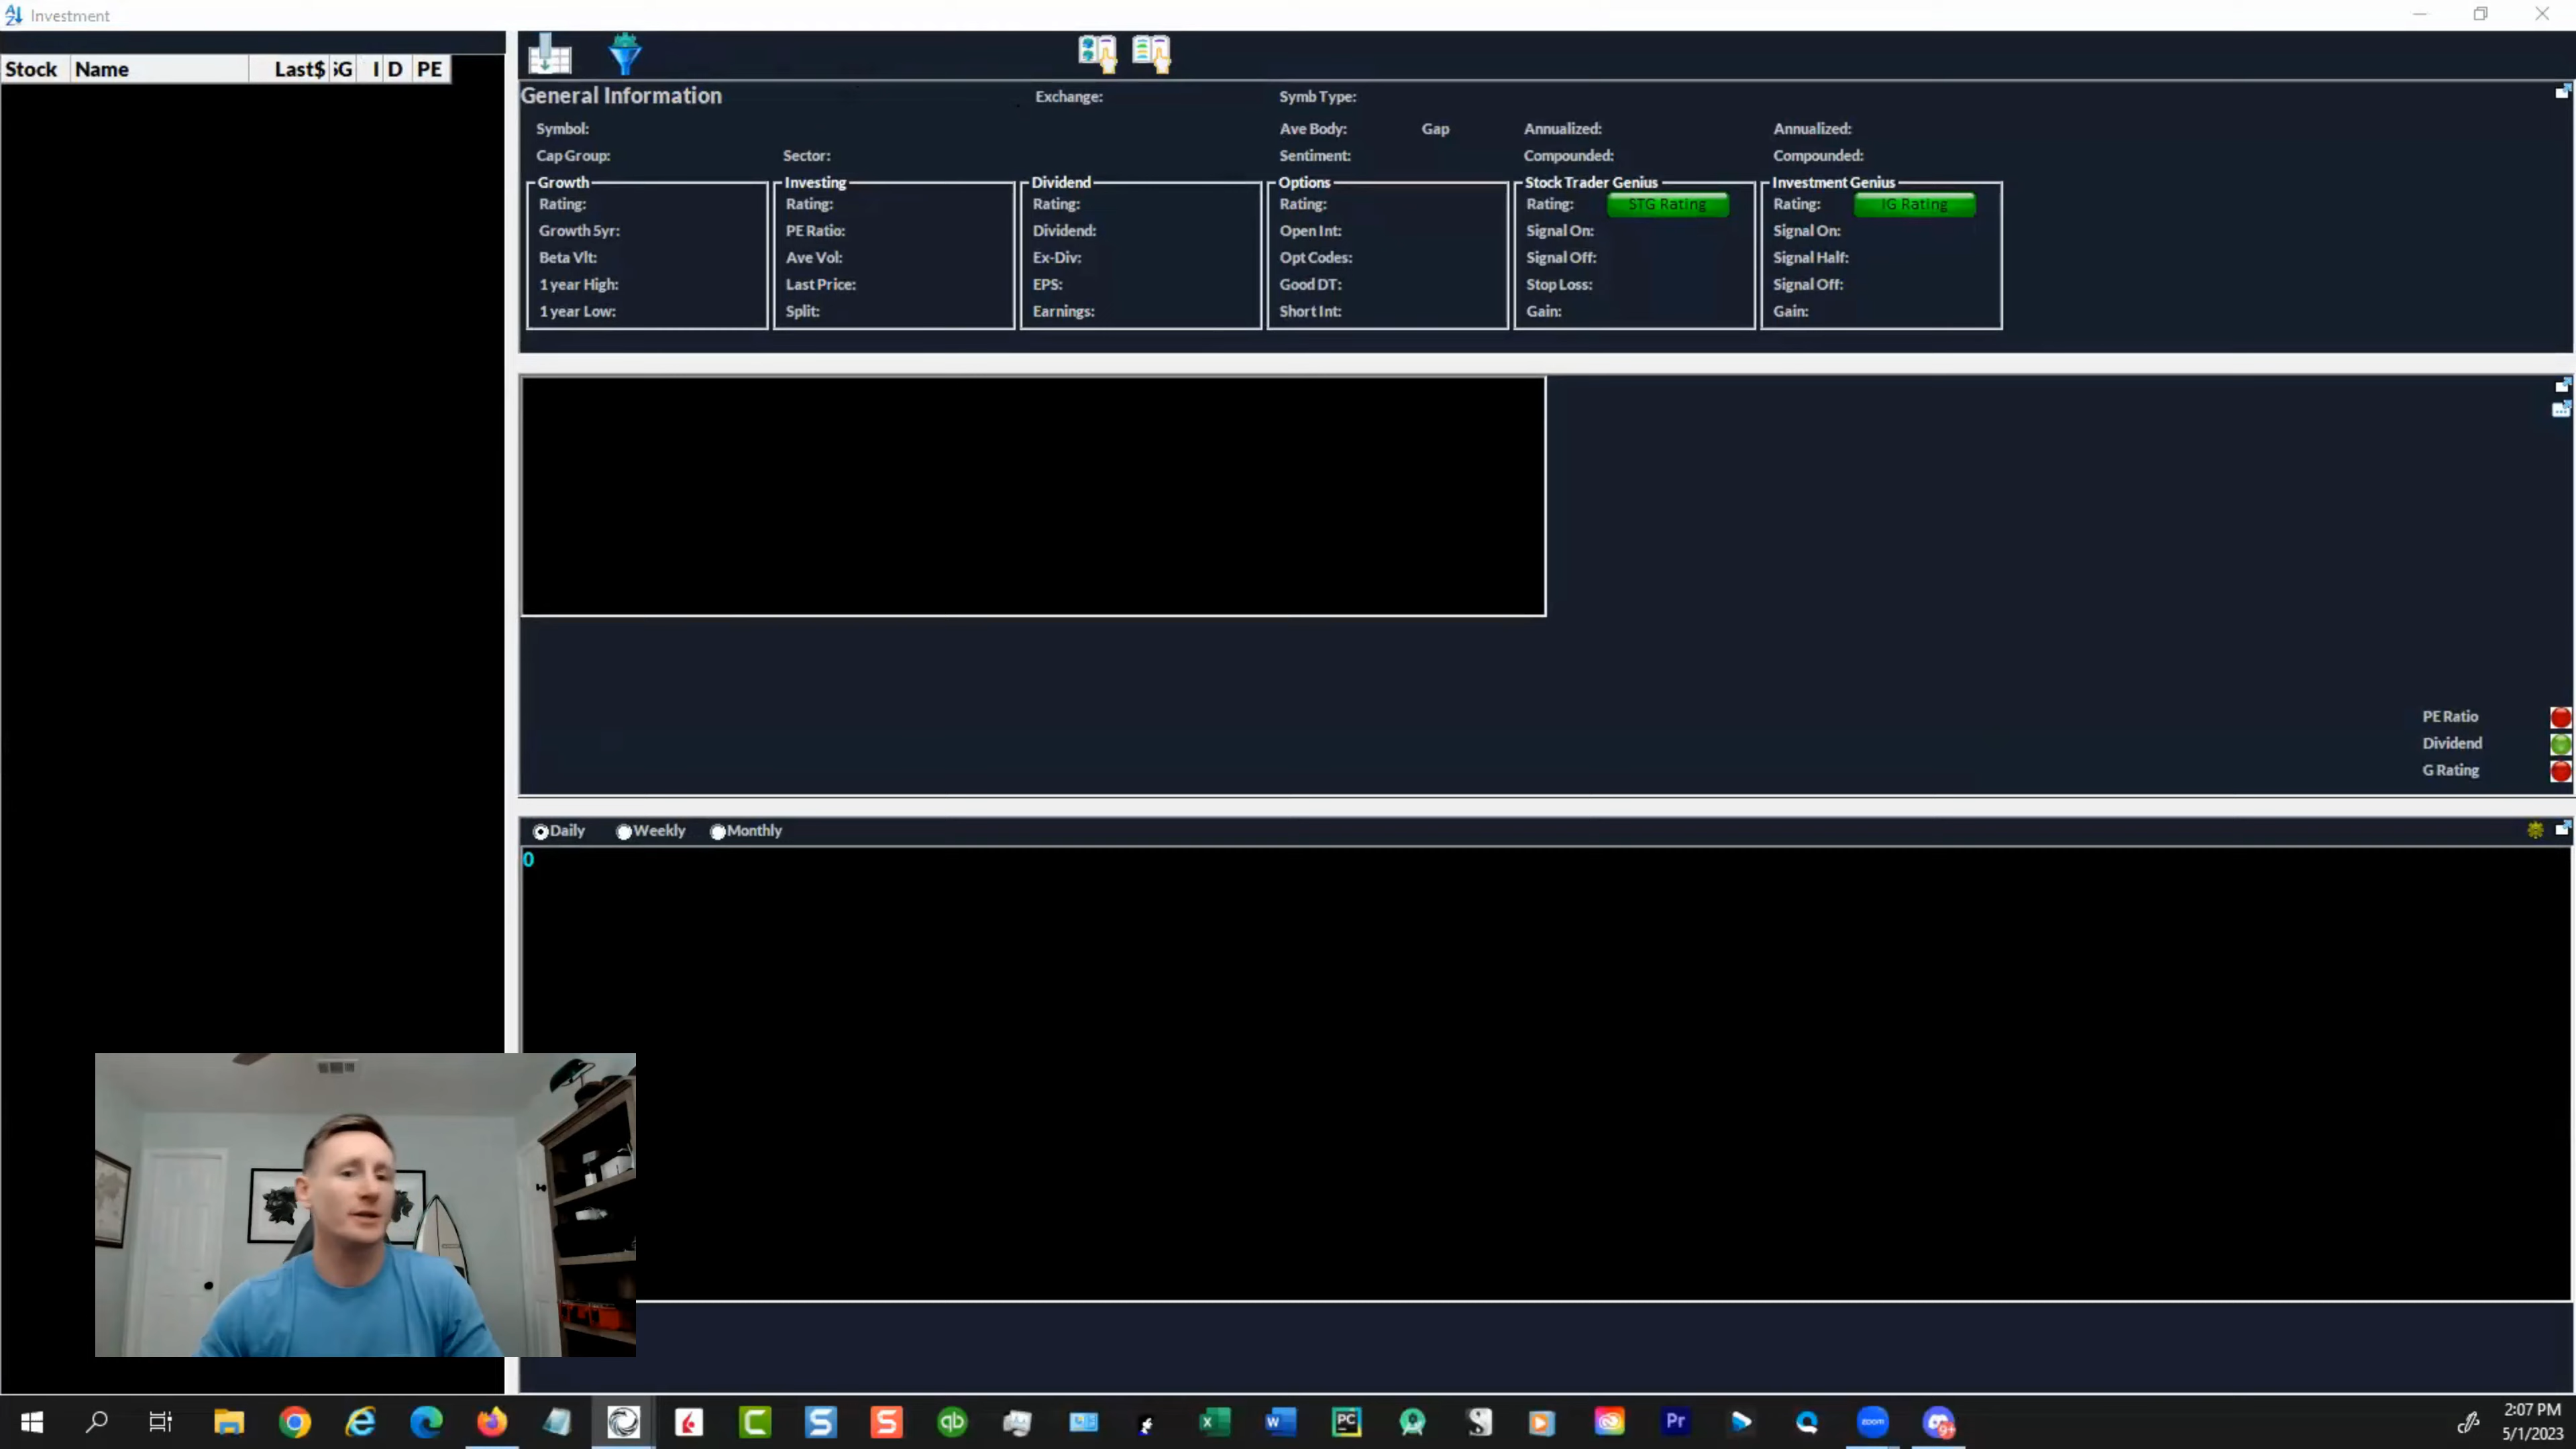 Investment
Stock Name Last$ G I D PE
General Information Exchange: Symb Type:
Symbol: Ave Body: Gap Annualized: Annualized:
Cap Group: Sector: Sentiment: Compounded: Compounded:
Growth Investing Dividend Options Stock Trader Genius Investment Genius
Rating: Rating: Rating: Rating: Rating: STG Rating Rating: IG Rating
Growth 5yr: PE Ratio: Dividend: Open Int: Signal On: Signal On:
Beta Vlt: Ave Vol: Ex-Div: Opt Codes: Signal Off: Signal Half:
1 year High: Last Price: EPS: Good DT: Stop Loss: Signal Off:
1 year Low: Split: Earnings: Short Int: Gain: Gain:
PE Ratio
Dividend
G Rating
Daily Weekly Monthly
0
PC Pr zoom 9+
2:07 PM
5/1/2023